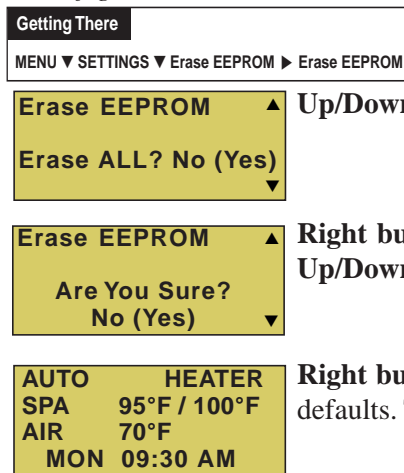 Getting There
MENU ▼ SETTINGS ▼ Erase EEPROM ▶ Erase EEPROM
Erase EEPROM ▲
Erase ALL? No (Yes)
▼
Up/Down
Erase EEPROM ▲
Are You Sure?
No (Yes) ▼
Right bu
Up/Down
AUTO HEATER
SPA 95°F / 100°F
AIR 70°F
MON 09:30 AM
Right bu
defaults.